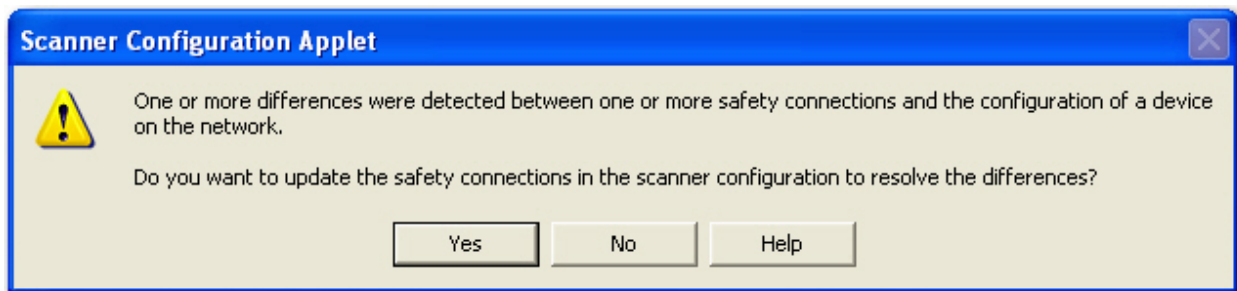 Scanner Configuration Applet
One or more differences were detected between one or more safety connections and the configuration of a device
on the network.
Do you want to update the safety connections in the scanner configuration to resolve the differences?
Yes
No
Help